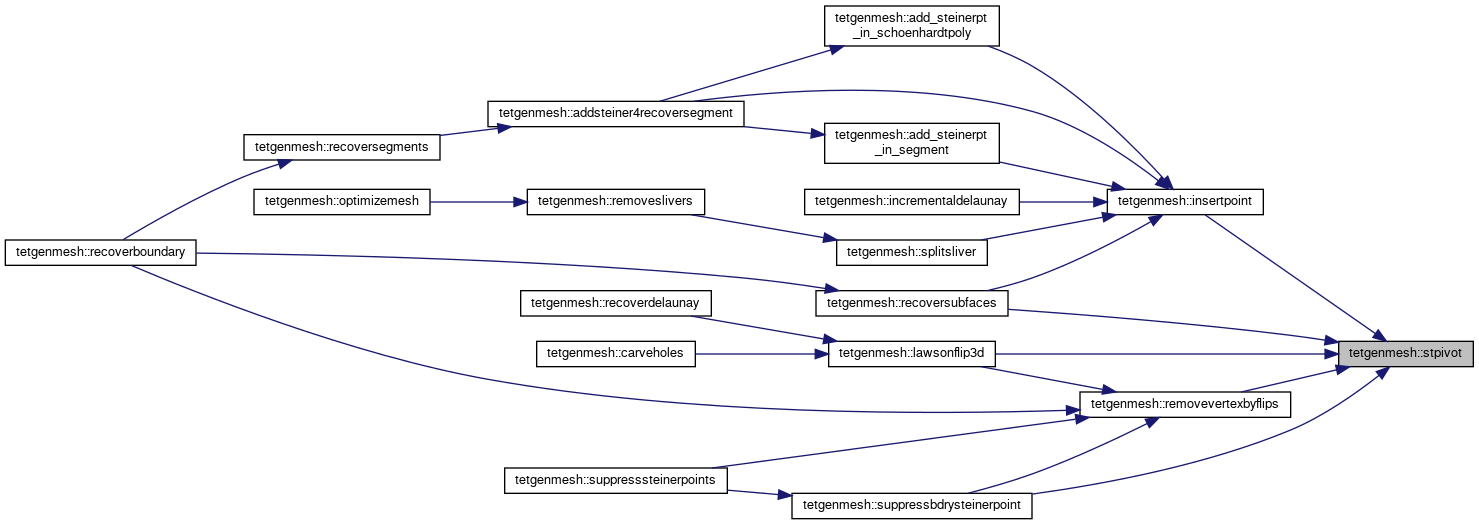 tetgenmesh::add_steinerpt
_in_schoenhardtpoly
tetgenmesh::addsteiner4recoversegment
tetgenmesh::add_steinerpt
_in_segment
tetgenmesh::recoversegments
tetgenmesh::optimizemesh
tetgenmesh::removeslivers
tetgenmesh::incrementaldelaunay
tetgenmesh::insertpoint
tetgenmesh::recoverboundary
tetgenmesh::splitsliver
tetgenmesh::recoverdelaunay
tetgenmesh::recoversubfaces
tetgenmesh::carveholes
tetgenmesh::lawsonflip3d
tetgenmesh::stpivot
tetgenmesh::removevertexbyflips
tetgenmesh::suppresssteinerpoints
tetgenmesh::suppressbdrysteinerpoint